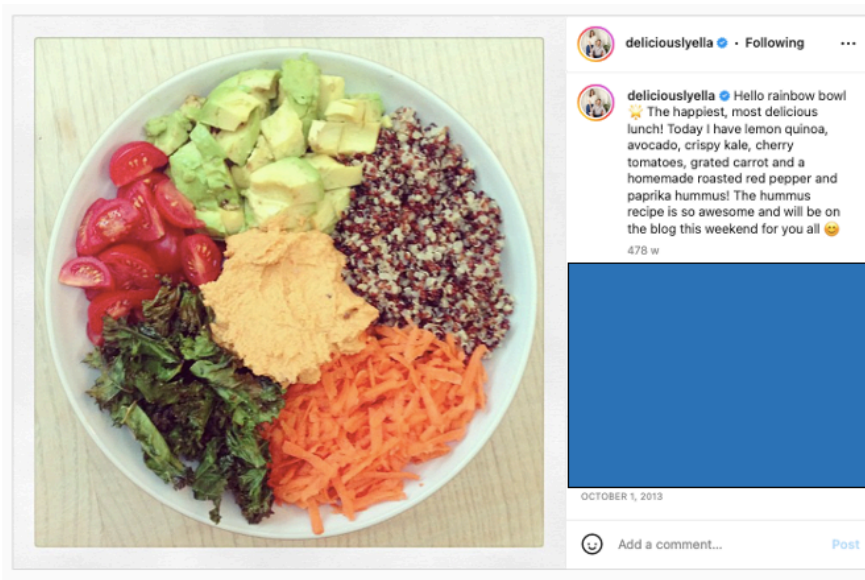 deliciouslyella • Following
deliciouslyella Hello rainbow bowl
🌟 The happiest, most delicious
lunch! Today I have lemon quinoa,
avocado, crispy kale, cherry
tomatoes, grated carrot and a
homemade roasted red pepper and
paprika hummus! The hummus
recipe is so awesome and will be on
the blog this weekend for you all 😊
478 w
OCTOBER 1, 2013
Add a comment...
Post